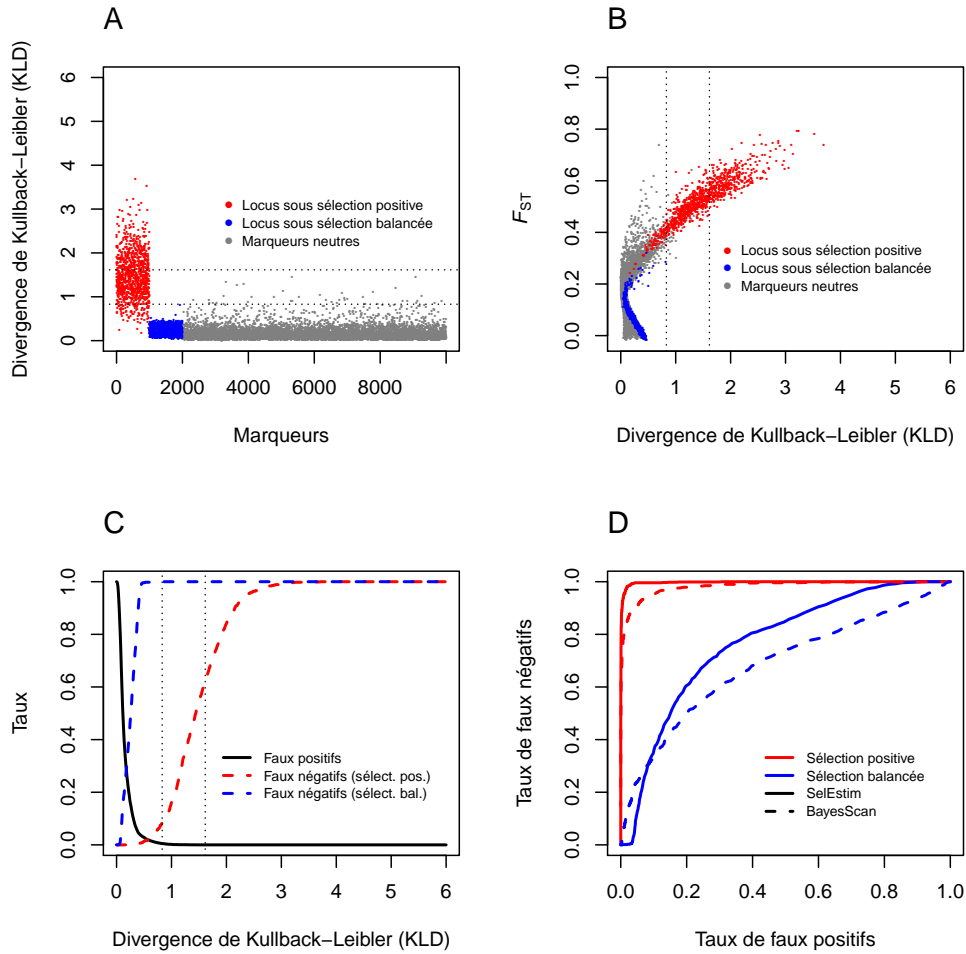 A
Divergence de Kullback−Leibler (KLD)
6
5
4
3
2
1
0
Locus sous sélection positive
Locus sous sélection balancée
Marqueurs neutres
0 2000 4000 6000 8000
Marqueurs
B
FST
1.0
0.8
0.6
0.4
0.2
0.0
Locus sous sélection positive
Locus sous sélection balancée
Marqueurs neutres
0 1 2 3 4 5 6
Divergence de Kullback−Leibler (KLD)
C
Taux
1.0
0.8
0.6
0.4
0.2
0.0
Faux positifs
Faux négatifs (sélect. pos.)
Faux négatifs (sélect. bal.)
0 1 2 3 4 5 6
Divergence de Kullback−Leibler (KLD)
D
Taux de faux négatifs
1.0
0.8
0.6
0.4
0.2
0.0
Sélection positive
Sélection balancée
SelEstim
BayesScan
0.0 0.2 0.4 0.6 0.8 1.0
Taux de faux positifs